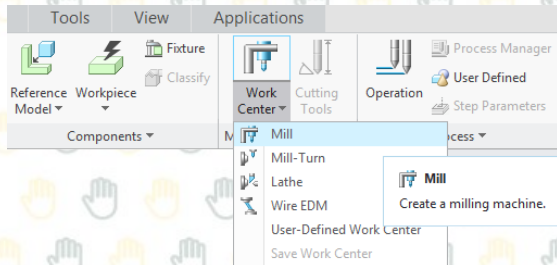 Tools View Applications
Fixture Process Manager
Classify User Defined
Reference Workpiece Work Cutting Operation Step Parameters
Model Center Tools
Components M ocess
Mill
Mill-Turn
Mill
Lathe
Create a milling machine.
Wire EDM
User-Defined Work Center
Save Work Center